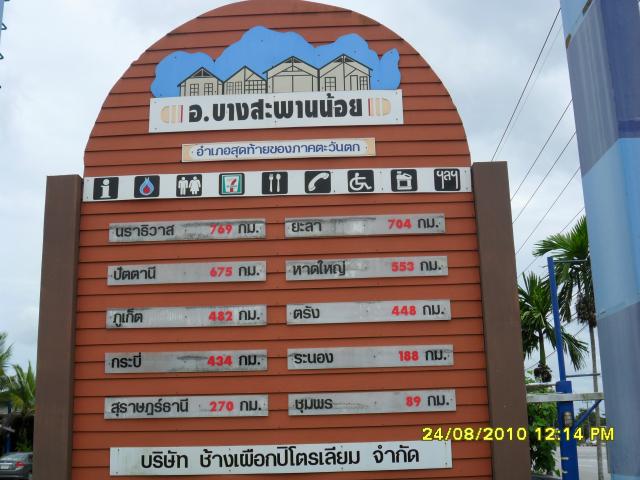 อ.บางสะพานน้อย
อำเภอสุดท้ายของภาคตะวันตก
i 7 ELEVEN ฯลฯ
นราธิวาส 769 กม. ยะลา 704 กม.
ปัตตานี 675 กม. หาดใหญ่ 553 กม.
ภูเก็ต 482 กม. ตรัง 448 กม.
กระบี่ 434 กม. ระนอง 188 กม.
สุราษฎร์ธานี 270 กม. ชุมพร 89 กม.
บริษัท ช้างเผือกปิโตรเลียม จำกัด
24/08/2010 12:14 PM